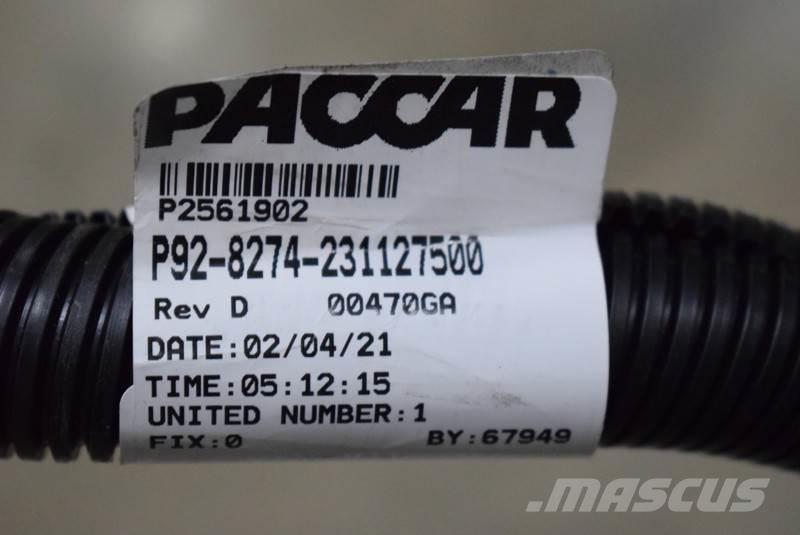 PACCAR
P2561902
P92-8274-231127500
Rev D 00470GA
DATE:02/04/21
TIME:05:12:15
UNITED NUMBER:1
FIX:0 BY:67949
MASCUS